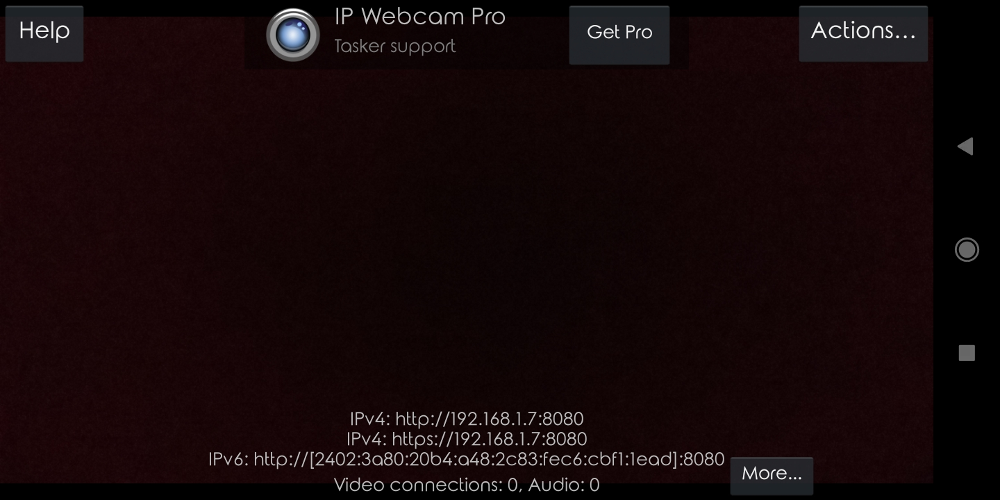 Help
IP Webcam Pro
Tasker support
Get Pro
Actions...
IPv4: http://192.168.1.7:8080
IPv4: https://192.168.1.7:8080
IPv6: http://[2402:3a80:20b4:a48:2c83:fec6:cbf1:1ead]:8080
Video connections: 0, Audio: 0
More...